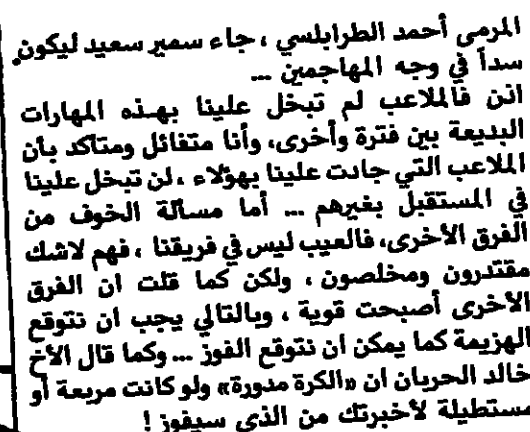 المرمى أحمد الطرابلسي ، جاء سمير سعيد ليكون
سداً في وجه المهاجمين ...
اذن فالملاعب لم تبخل علينا بهذه المهارات
البديعة بين فترة وأخرى، وأنا متفائل ومتأكد بأن
الملاعب التي جادت علينا بهؤلاء ، لن تبخل علينا
في المستقبل بغيرهم ... أما مسألة الخوف من
الفرق الأخرى، فالعيب ليس في فريقنا ، فهم لاشك
مقتدرون ومخلصون ، ولكن كما قلت ان الفرق
الأخرى أصبحت قوية ، وبالتالي يجب ان نتوقع
الهزيمة كما يمكن ان نتوقع الفوز ... وكما قال الأخ
خالد الحربان ان «الكرة مدورة» ولو كانت مربعة أو
مستطيلة لأخبرتك من الذي سيفوز !